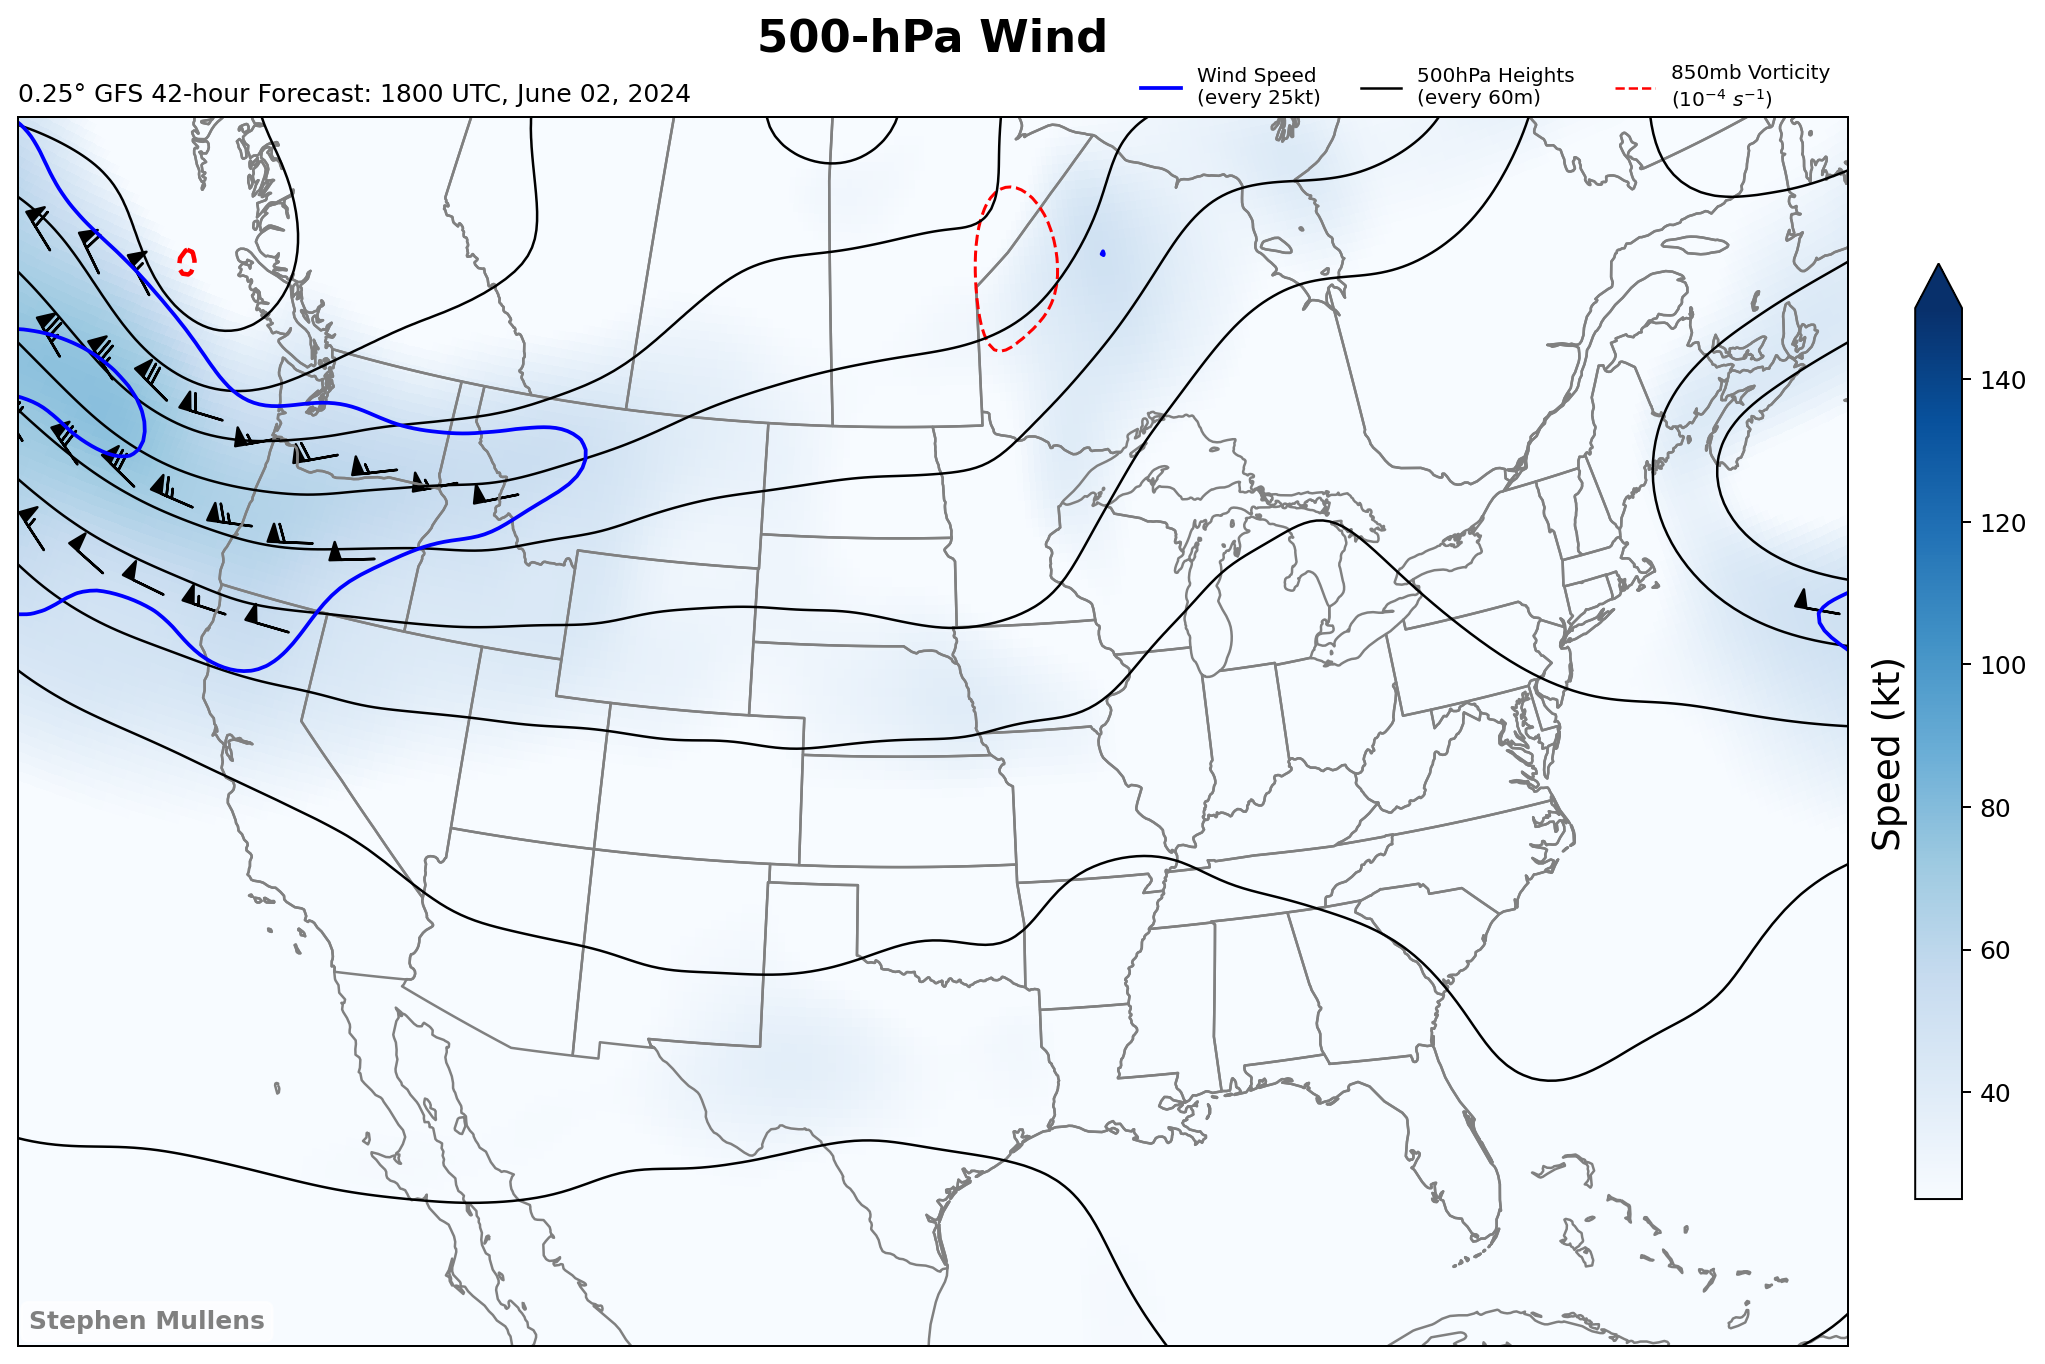 500-hPa Wind
0.25° GFS 42-hour Forecast: 1800 UTC, June 02, 2024
Wind Speed
(every 25kt)
500hPa Heights
(every 60m)
850mb Vorticity
(10⁻⁴ s⁻¹)
140
120
100
80
60
40
Speed (kt)
Stephen Mullens